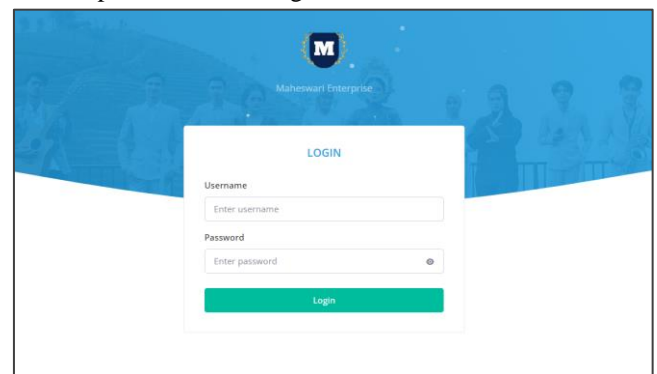 M
Maheswari Enterprise
LOGIN
Username
Enter username
Password
Enter password
Login